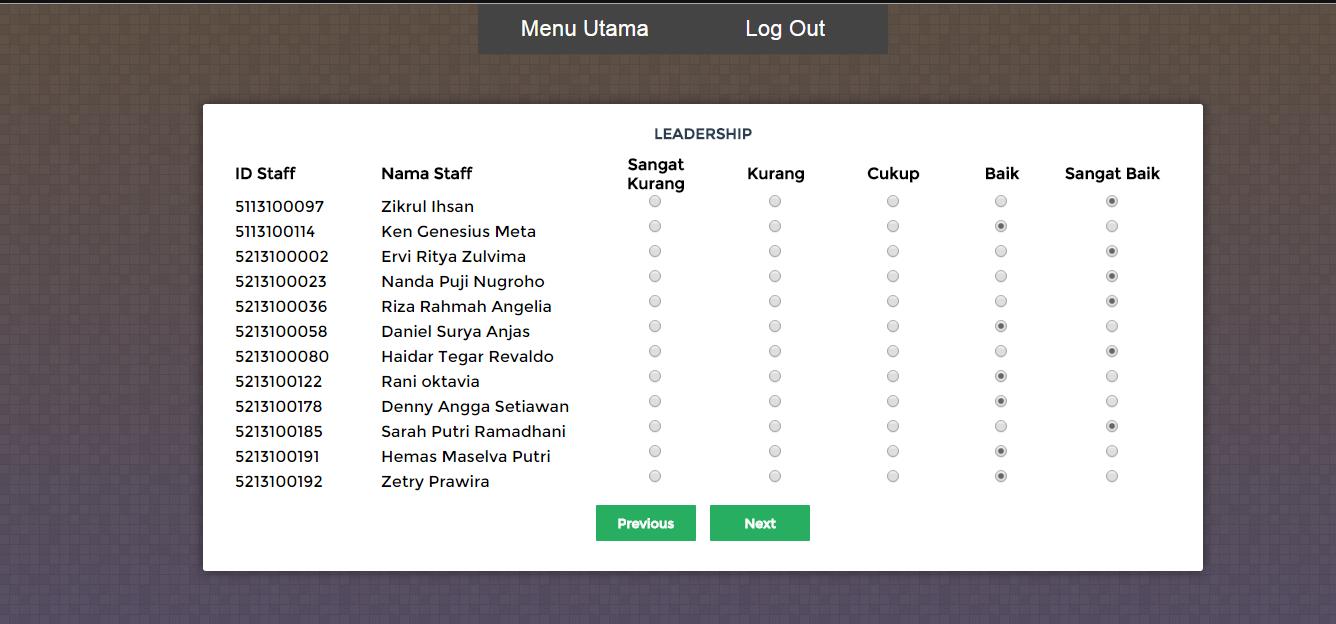 Menu Utama Log Out
LEADERSHIP
ID Staff Nama Staff Sangat Kurang Kurang Cukup Baik Sangat Baik
5113100097 Zikrul Ihsan
5113100114 Ken Genesius Meta
5213100002 Ervi Ritya Zulvima
5213100023 Nanda Puji Nugroho
5213100036 Riza Rahmah Angelia
5213100058 Daniel Surya Anjas
5213100080 Haidar Tegar Revaldo
5213100122 Rani oktavia
5213100178 Denny Angga Setiawan
5213100185 Sarah Putri Ramadhani
5213100191 Hemas Maselva Putri
5213100192 Zetry Prawira
Previous Next